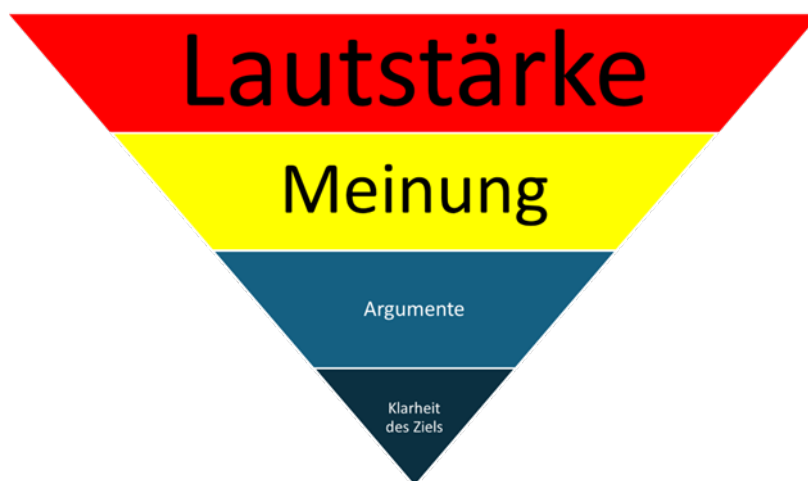 Lautstärke
Meinung
Argumente
Klarheit
des Ziels